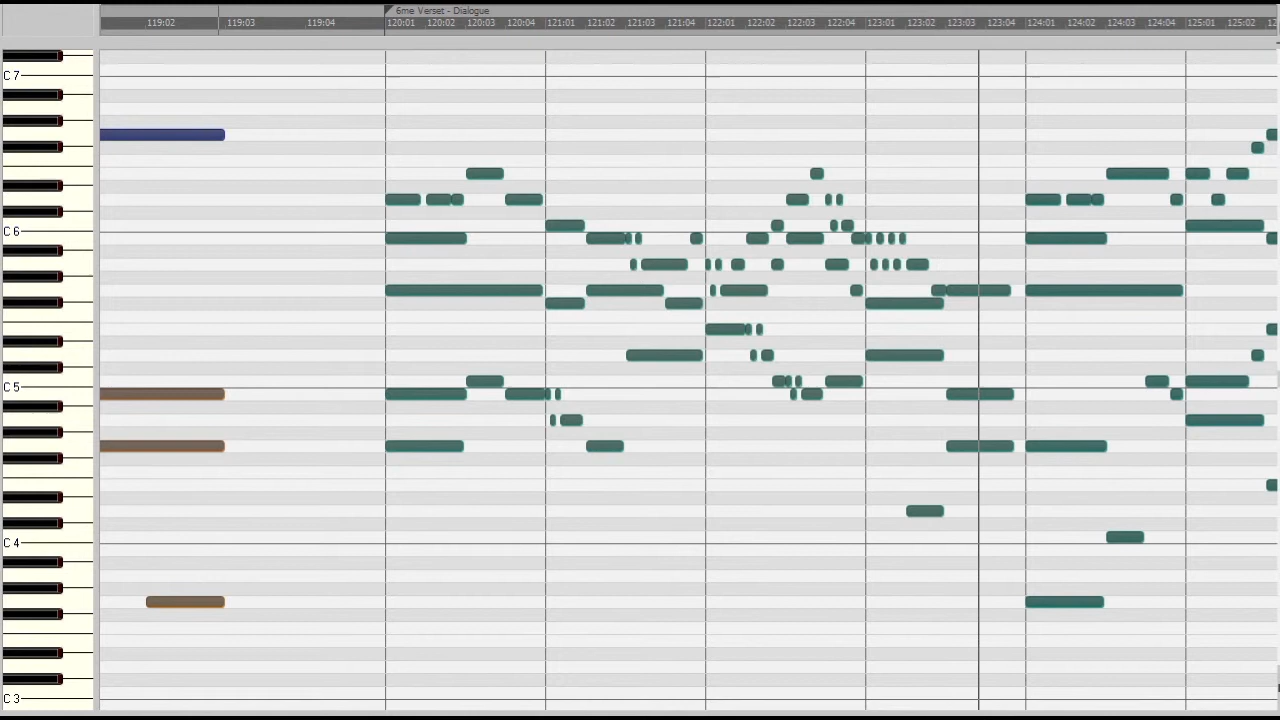 6me Verset - Dialogue
119:02 119:03 119:04 120:01 120:02 120:03 120:04 121:01 121:02 121:03 121:04 122:01 122:02 122:03 122:04 123:01 123:02 123:03 123:04 124:01 124:02 124:03 124:04 125:01 125:02
C 7
C 6
C 5
C 4
C 3